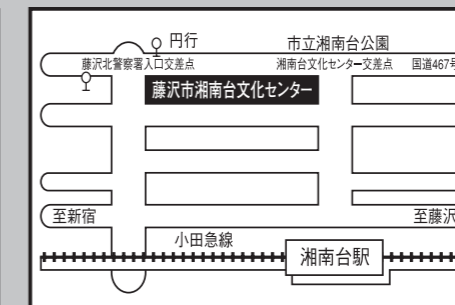 円行
市立湘南台公園
藤沢北警察署入口交差点
湘南台文化センター交差点
国道467号
藤沢市湘南台文化センター
至新宿
至藤沢
小田急線
湘南台駅